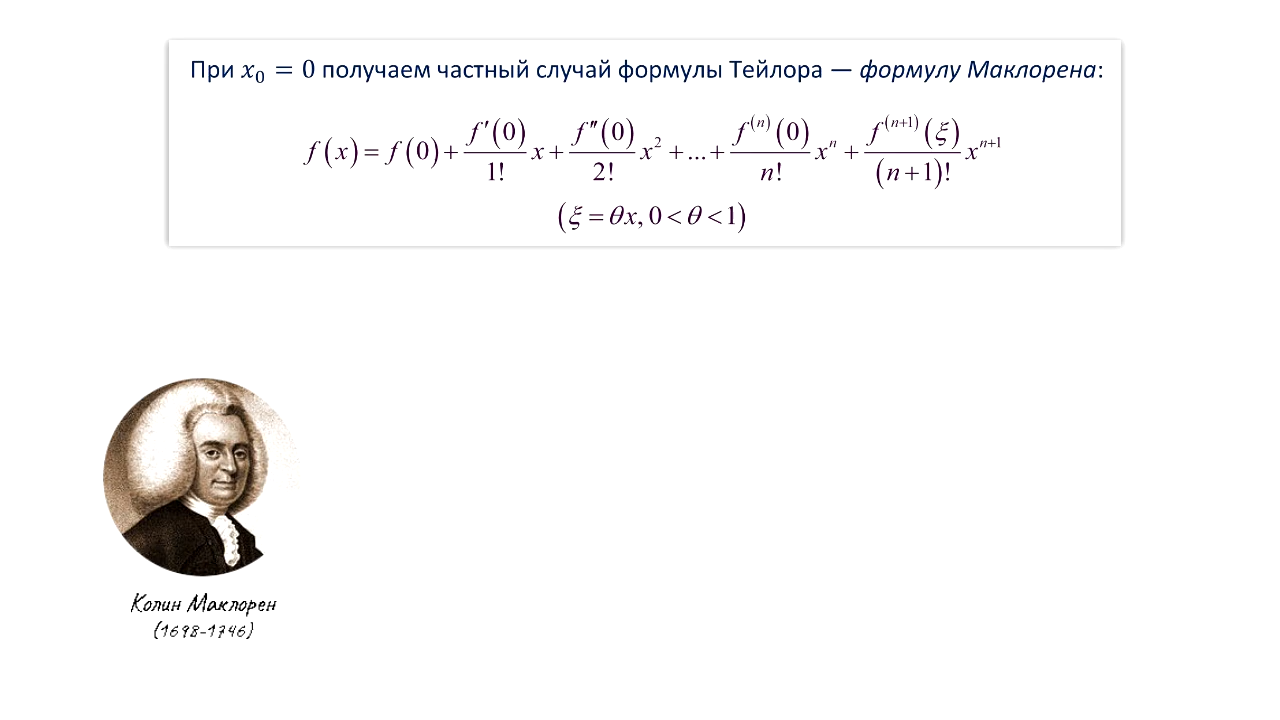 При x₀ = 0 получаем частный случай формулы Тейлора — формулу Маклорена:
f(x) = f(0) + f′(0)/1! x + f″(0)/2! x² + ... + f⁽ⁿ⁾(0)/n! xⁿ + f⁽ⁿ⁺¹⁾(ξ)/(n+1)! xⁿ⁺¹
(ξ = θx, 0 < θ < 1)
Колин Маклорен
(1698-1746)